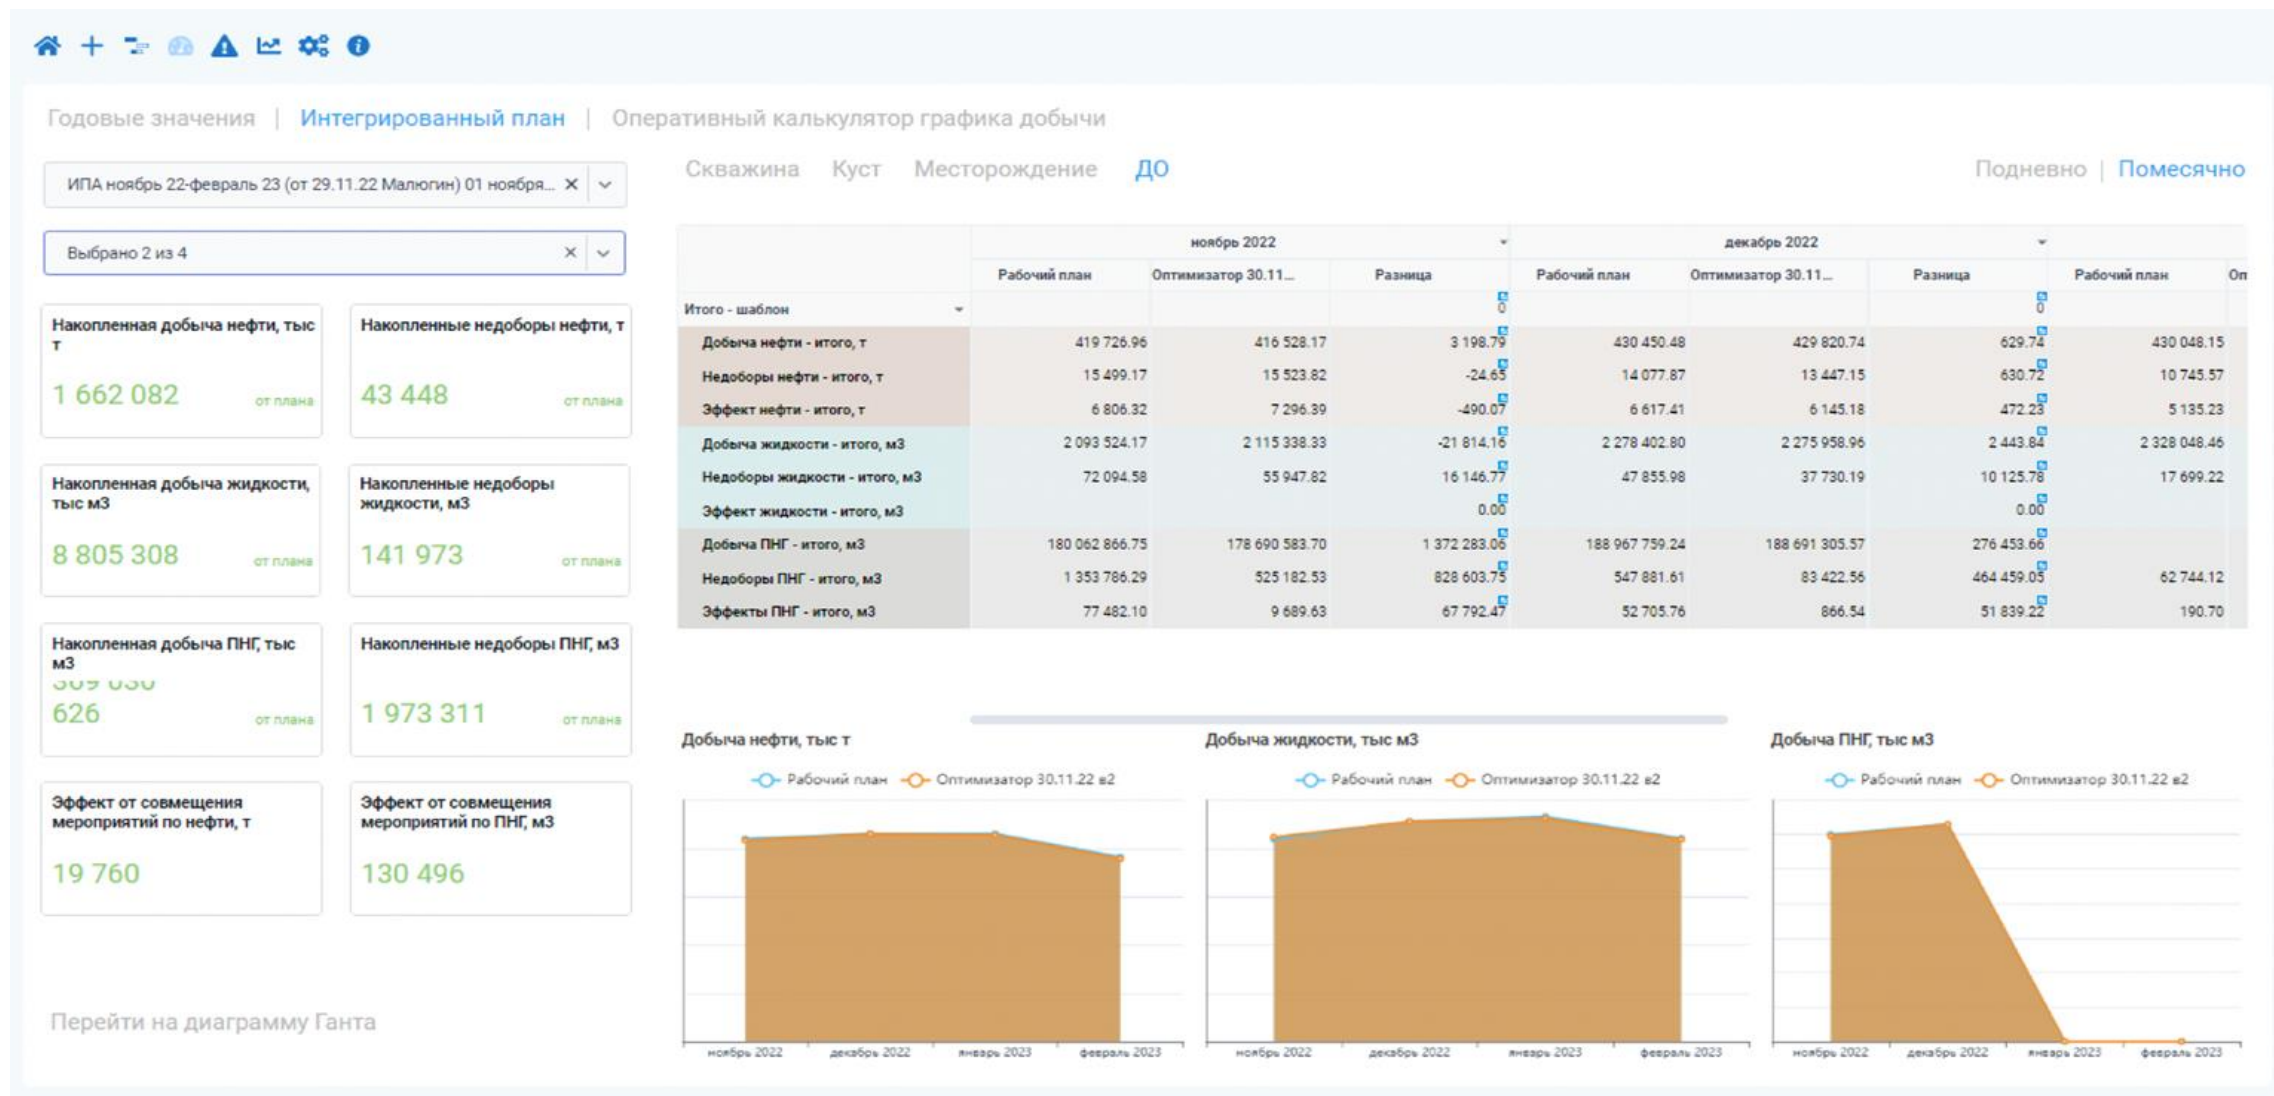 Годовые значения | Интегрированный план | Оперативный калькулятор графика добычи
ИПА ноябрь 22-февраль 23 (от 29.11.22 Малюгин) 01 ноября...
Выбрано 2 из 4
Накопленная добыча нефти, тыс т
1 662 082 от плана
Накопленные недоборы нефти, т
43 448 от плана
Накопленная добыча жидкости, тыс м3
8 805 308 от плана
Накопленные недоборы жидкости, м3
141 973 от плана
Накопленная добыча ПНГ, тыс м3
626 от плана
Накопленные недоборы ПНГ, м3
1 973 311 от плана
Эффект от совмещения мероприятий по нефти, т
19 760
Эффект от совмещения мероприятий по ПНГ, м3
130 496
Перейти на диаграмму Ганта
Скважина Куст Месторождение ДО
Подневно | Помесячно
ноябрь 2022 декабрь 2022
Рабочий план Оптимизатор 30.11... Разница Рабочий план Оптимизатор 30.11... Разница Рабочий план Оп
Итого - шаблон 0 0
Добыча нефти - итого, т 419 726.96 416 528.17 3 198.79 430 450.48 429 820.74 629.74 430 048.15
Недоборы нефти - итого, т 15 499.17 15 523.82 -24.65 14 077.87 13 447.15 630.72 10 745.57
Эффект нефти - итого, т 6 806.32 7 296.39 -490.07 6 617.41 6 145.18 472.23 5 135.23
Добыча жидкости - итого, м3 2 093 524.17 2 115 338.33 -21 814.16 2 278 402.80 2 275 958.96 2 443.84 2 328 048.46
Недоборы жидкости - итого, м3 72 094.58 55 947.82 16 146.77 47 855.98 37 730.19 10 125.78 17 699.22
Эффект жидкости - итого, м3 0.00 0.00
Добыча ПНГ - итого, м3 180 062 866.75 178 690 583.70 1 372 283.06 188 967 759.24 188 691 305.57 276 453.66
Недоборы ПНГ - итого, м3 1 353 786.29 525 182.53 828 603.75 547 881.61 83 422.56 464 459.05 62 744.12
Эффекты ПНГ - итого, м3 77 482.10 9 689.63 67 792.47 52 705.76 866.54 51 839.22 190.70
Добыча нефти, тыс т
Рабочий план Оптимизатор 30.11.22 в2
ноябрь 2022 декабрь 2022 январь 2023 февраль 2023
Добыча жидкости, тыс м3
Рабочий план Оптимизатор 30.11.22 в2
ноябрь 2022 декабрь 2022 январь 2023 февраль 2023
Добыча ПНГ, тыс м3
Рабочий план Оптимизатор 30.11.22 в2
ноябрь 2022 декабрь 2022 январь 2023 февраль 2023